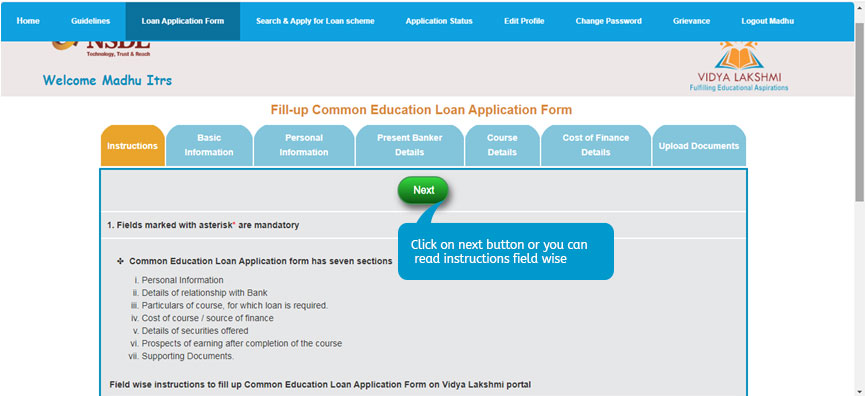 Home Guidelines Loan Application Form Search & Apply for Loan scheme Application Status Edit Profile Change Password Grievance Logout Madhu
NSDL
Technology, Trust & Reach
VIDYA LAKSHMI
Fulfilling Educational Aspirations
Welcome Madhu Itrs
Fill-up Common Education Loan Application Form
Instructions
Basic
Information
Personal
Information
Present Banker
Details
Course
Details
Cost of Finance
Details
Upload Documents
Next
1. Fields marked with asterisk* are mandatory
Click on next button or you can
read instructions field wise
❖ Common Education Loan Application form has seven sections
i. Personal Information
ii. Details of relationship with Bank
iii. Particulars of course, for which loan is required.
iv. Cost of course / source of finance
v. Details of securities offered
vi. Prospects of earning after completion of the course
vii. Supporting Documents.
Field wise instructions to fill up Common Education Loan Application Form on Vidya Lakshmi portal